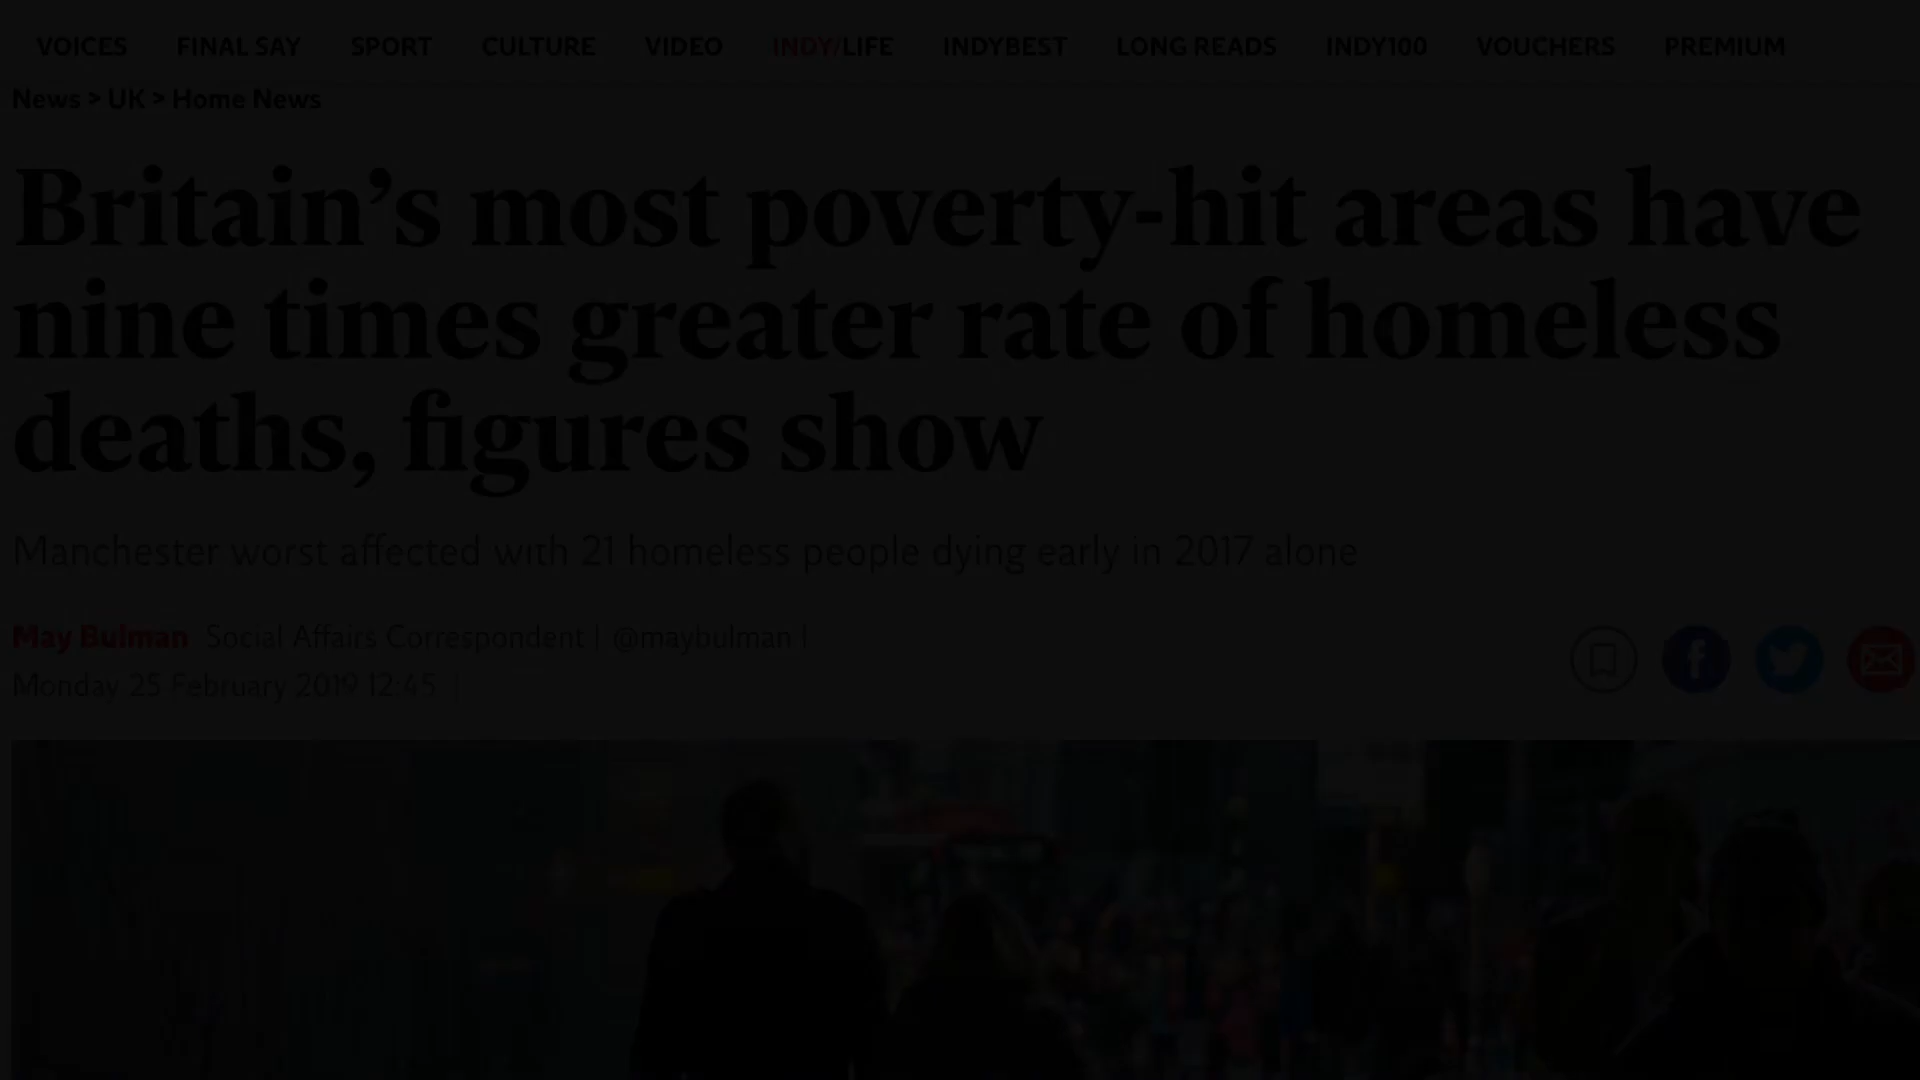 VOICES FINAL SAY SPORT CULTURE VIDEO INDY/LIFE INDYBEST LONG READS INDY100 VOUCHERS PREMIUM
News > UK > Home News
Britain’s most poverty-hit areas have
nine times greater rate of homeless
deaths, figures show
Manchester worst affected with 21 homeless people dying early in 2017 alone
May Bulman Social Affairs Correspondent | @maybulman |
Monday 25 February 2019 12:45 |